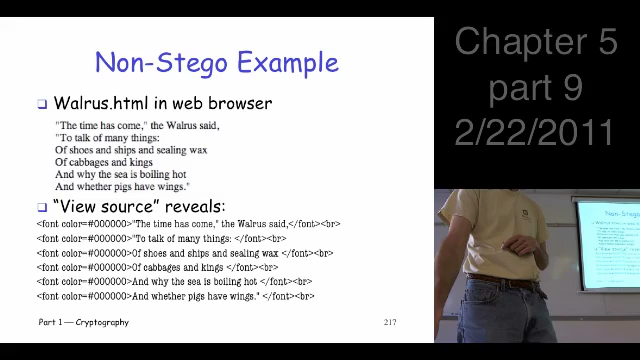 Non-Stego Example
Walrus.html in web browser
"The time has come," the Walrus said,
"To talk of many things:
Of shoes and ships and sealing wax
Of cabbages and kings
And why the sea is boiling hot
And whether pigs have wings."
"View source" reveals:
<font color=#000000>"The time has come," the Walrus said,</font><br>
<font color=#000000>"To talk of many things: </font><br>
<font color=#000000>Of shoes and ships and sealing wax </font><br>
<font color=#000000>Of cabbages and kings </font><br>
<font color=#000000>And why the sea is boiling hot </font><br>
<font color=#000000>And whether pigs have wings." </font><br>
Part 1 — Cryptography
217
Chapter 5
part 9
2/22/2011
Non-Stego